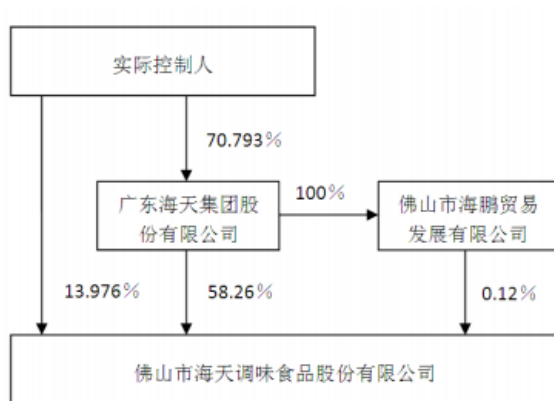 实际控制人
70.793%
广东海天集团股
份有限公司
100%
佛山市海鹏贸易
发展有限公司
13.976%
58.26%
0.12%
佛山市海天调味食品股份有限公司